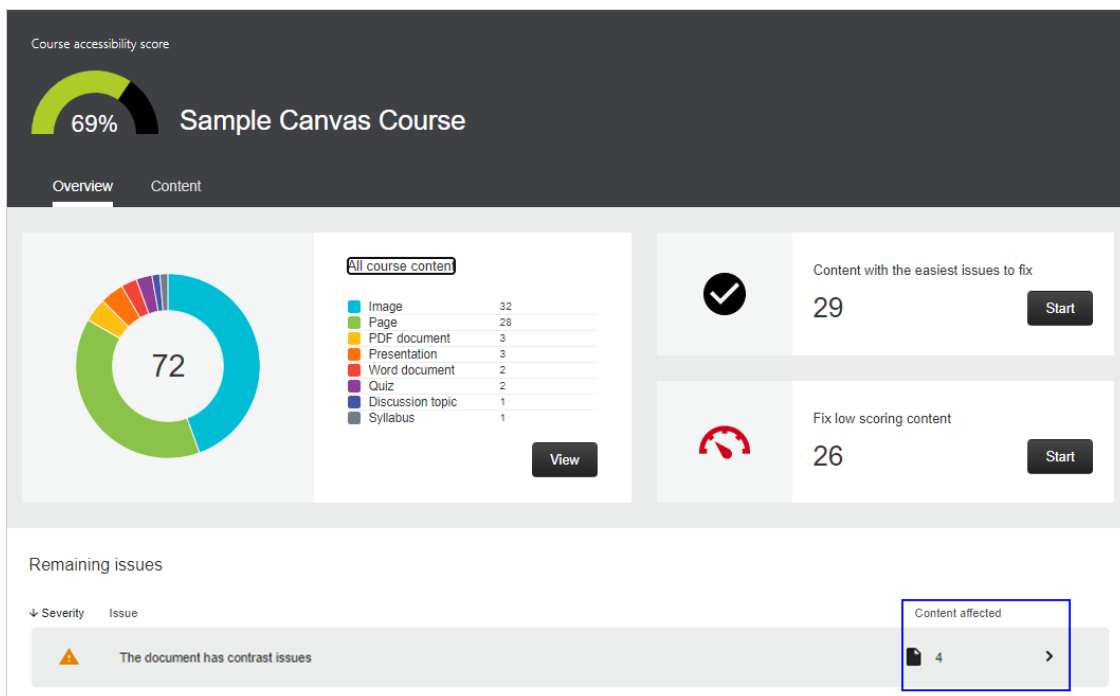 Course accessibility score
69%
Sample Canvas Course
Overview Content
72
All course content
Image 32
Page 28
PDF document 3
Presentation 3
Word document 2
Quiz 2
Discussion topic 1
Syllabus 1
View
Content with the easiest issues to fix
29
Start
Fix low scoring content
26
Start
Remaining issues
Severity Issue Content affected
The document has contrast issues 4